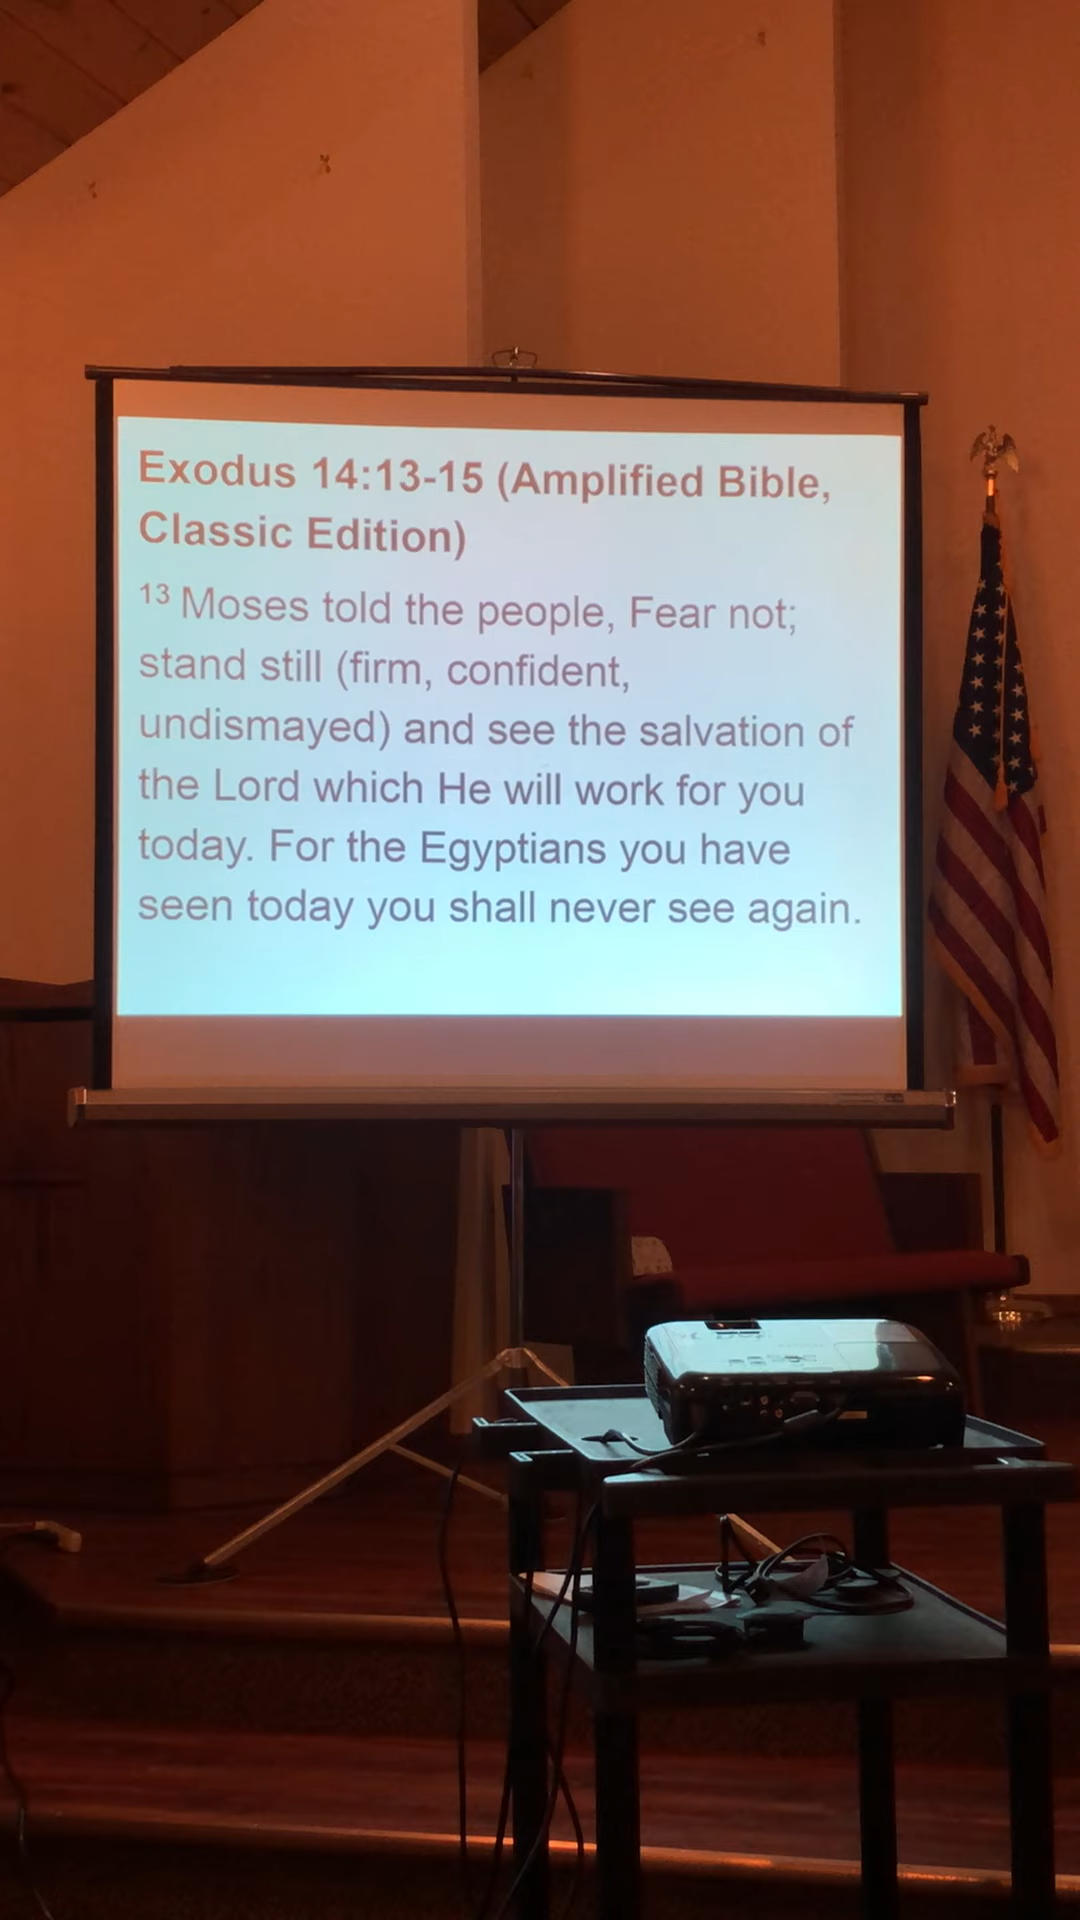 Exodus 14:13-15 (Amplified Bible,
Classic Edition)
13 Moses told the people, Fear not;
stand still (firm, confident,
undismayed) and see the salvation of
the Lord which He will work for you
today. For the Egyptians you have
seen today you shall never see again.